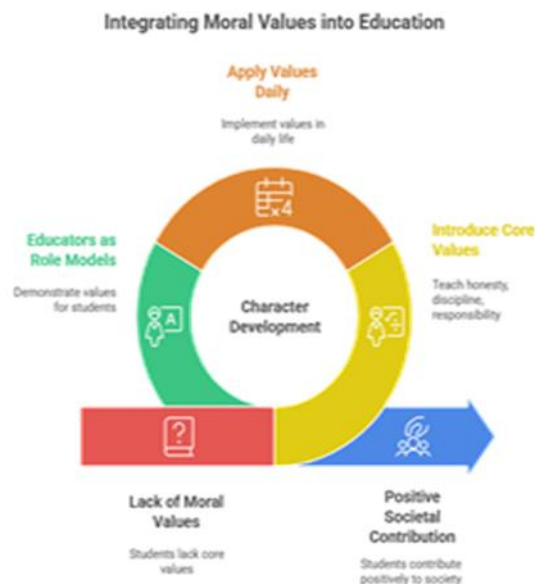 Integrating Moral Values into Education
Apply Values
Daily
Implement values in
daily life
x4
Educators as
Role Models
Demonstrate values
for students
A
Introduce Core
Values
Teach honesty,
discipline,
responsibility
Character
Development
?
Lack of Moral
Values
Students lack core
values
Positive
Societal
Contribution
Students contribute
positively to society